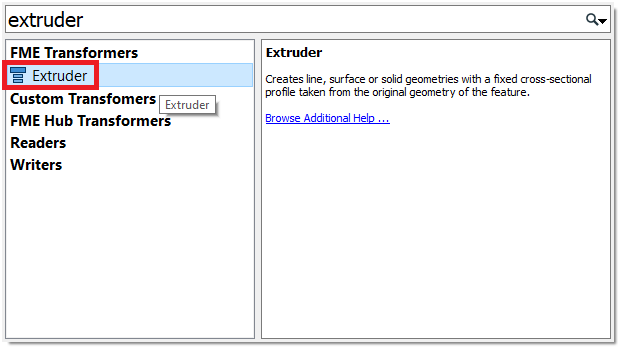 extruder
FME Transformers
Extruder
Custom Transfomers
Extruder
FME Hub Transformers
Readers
Writers
Extruder
Creates line, surface or solid geometries with a fixed cross-sectional
profile taken from the original geometry of the feature.
Browse Additional Help ...